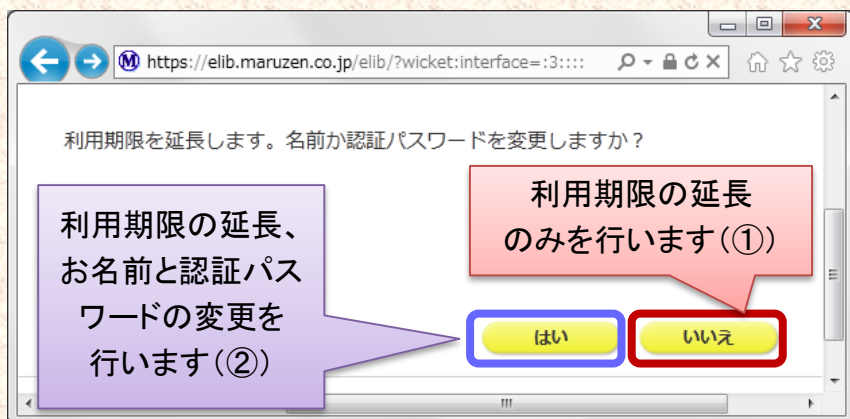 https://elib.maruzen.co.jp/elib/?wicket:interface=:3::::
利用期限を延長します。名前か認証パスワードを変更しますか？
利用期限の延長、
お名前と認証パス
ワードの変更を
行います(②)
利用期限の延長
のみを行います(①)
はい
いいえ